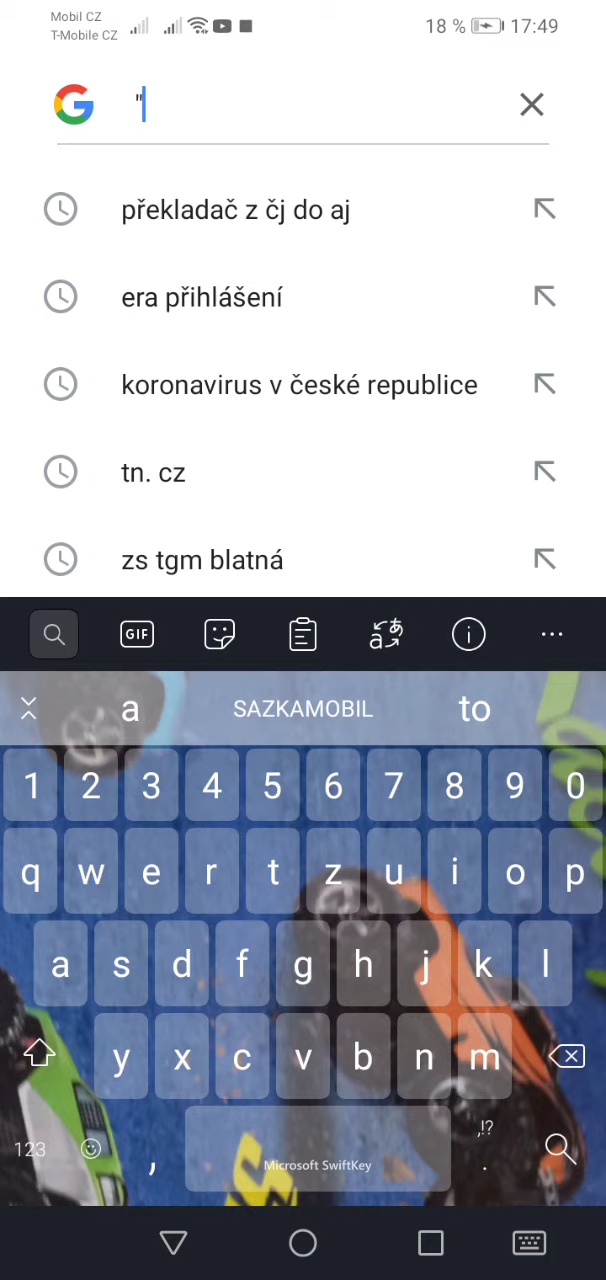 Mobil CZ
T-Mobile CZ
18 % 17:49
"
překladač z čj do aj
era přihlášení
koronavirus v české republice
tn. cz
zs tgm blatná
GIF
a SAZKAMOBIL to
1 2 3 4 5 6 7 8 9 0
q w e r t z u i o p
a s d f g h j k l
y x c v b n m
123 , Microsoft SwiftKey ,!? .